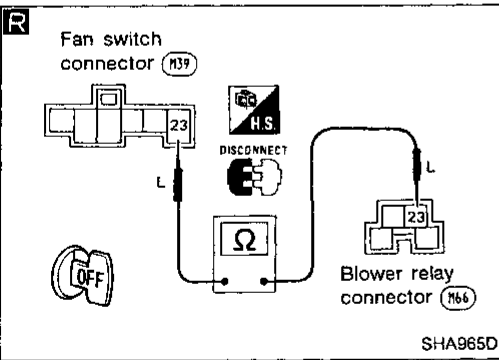 R
Fan switch
connector M39
23
H.S.
DISCONNECT
L
L
Ω
23
OFF
Blower relay
connector M66
SHA965D